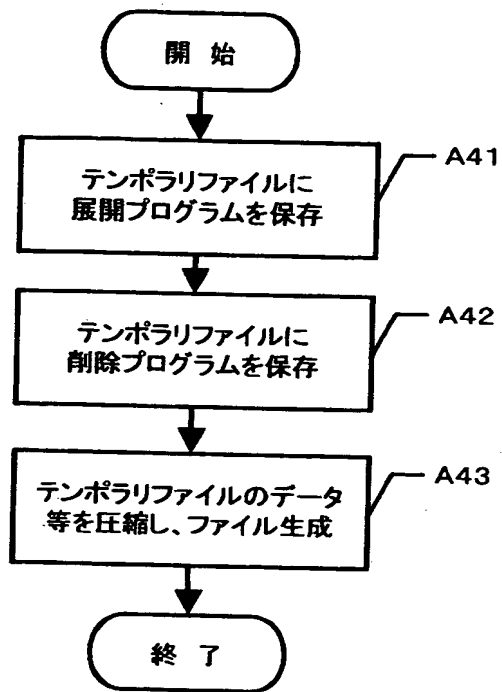 開 始
テンポラリファイルに
展開プログラムを保存
A41
テンポラリファイルに
削除プログラムを保存
A42
テンポラリファイルのデータ
等を圧縮し、ファイル生成
A43
終 了